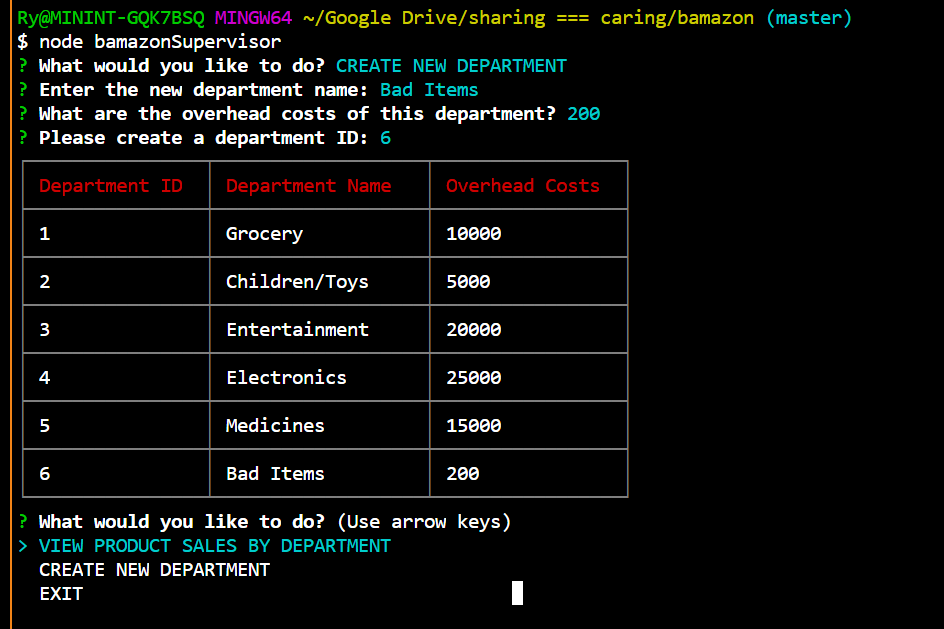 Ry@MININT-GQK7BSQ MINGW64 ~/Google Drive/sharing === caring/bamazon (master)
$ node bamazonSupervisor
? What would you like to do? CREATE NEW DEPARTMENT
? Enter the new department name: Bad Items
? What are the overhead costs of this department? 200
? Please create a department ID: 6
Department ID Department Name Overhead Costs
1 Grocery 10000
2 Children/Toys 5000
3 Entertainment 20000
4 Electronics 25000
5 Medicines 15000
6 Bad Items 200
? What would you like to do? (Use arrow keys)
> VIEW PRODUCT SALES BY DEPARTMENT
CREATE NEW DEPARTMENT
EXIT